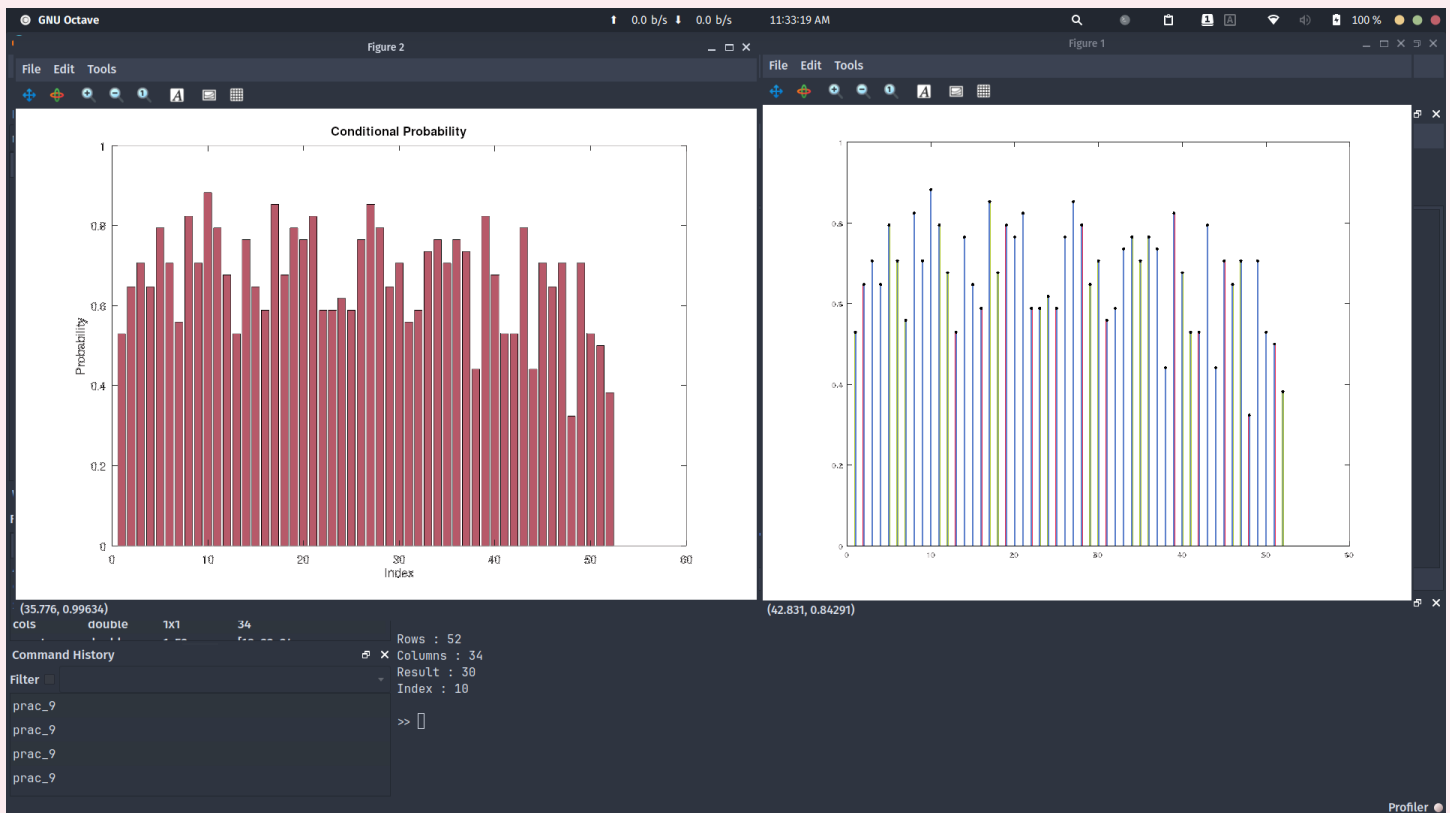 GNU Octave
0.0 b/s 0.0 b/s
11:33:19 AM
1
A
100 %
Figure 2
File Edit Tools
1
A
Conditional Probability
1
0.8
0.6
0.4
0.2
0
0 10 20 30 40 50 60
Probability
Index
(35.776, 0.99634)
Figure 1
File Edit Tools
1
A
1
0.8
0.6
0.4
0.2
0
0 10 20 30 40 50 60
(42.831, 0.84291)
cols double 1x1 34
Command History
Filter
prac_9
prac_9
prac_9
prac_9
Rows : 52
Columns : 34
Result : 30
Index : 10
>>
Profiler